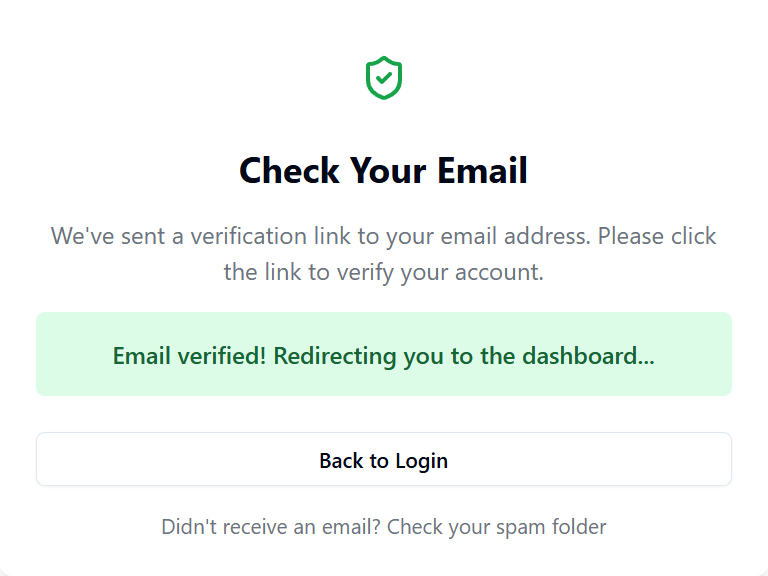 Check Your Email
We've sent a verification link to your email address. Please click
the link to verify your account.
Email verified! Redirecting you to the dashboard...
Back to Login
Didn't receive an email? Check your spam folder